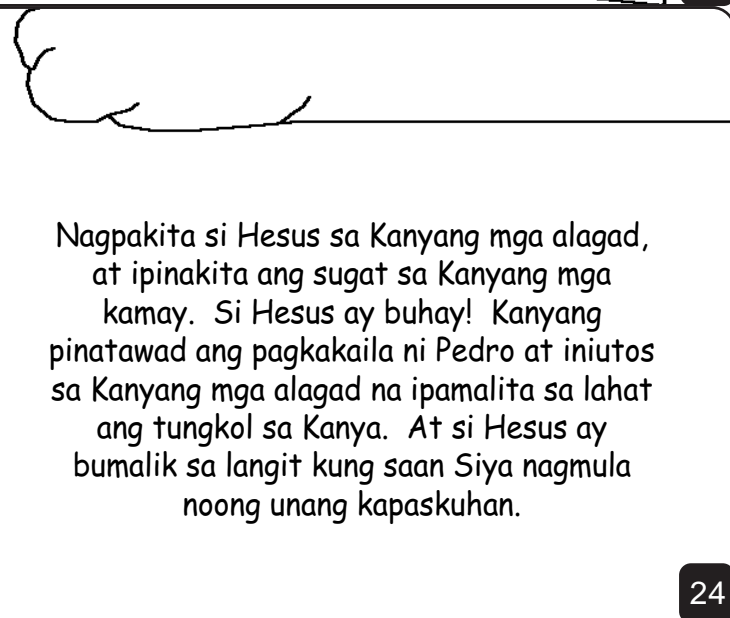 Nagpakita si Hesus sa Kanyang mga alagad,
at ipinakita ang sugat sa Kanyang mga
kamay.  Si Hesus ay buhay!  Kanyang
pinatawad ang pagkakaila ni Pedro at iniutos
sa Kanyang mga alagad na ipamalita sa lahat
ang tungkol sa Kanya.  At si Hesus ay
bumalik sa langit kung saan Siya nagmula
noong unang kapaskuhan.
24